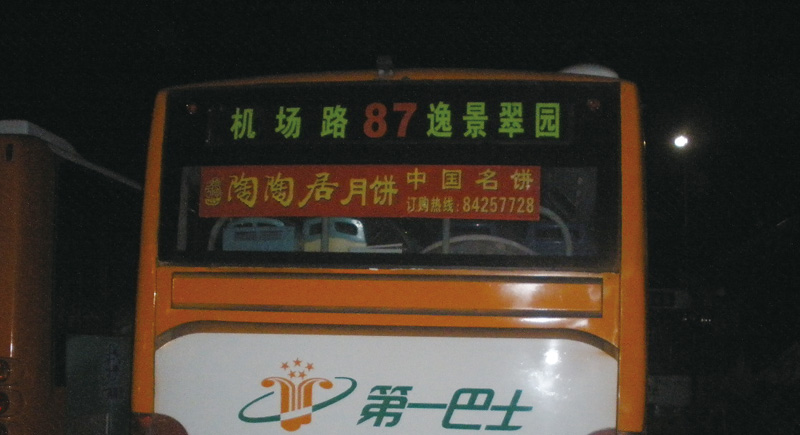 机场路 87 逸景翠园
陶陶居月饼 中国名饼
订购热线:84257728
第一巴士